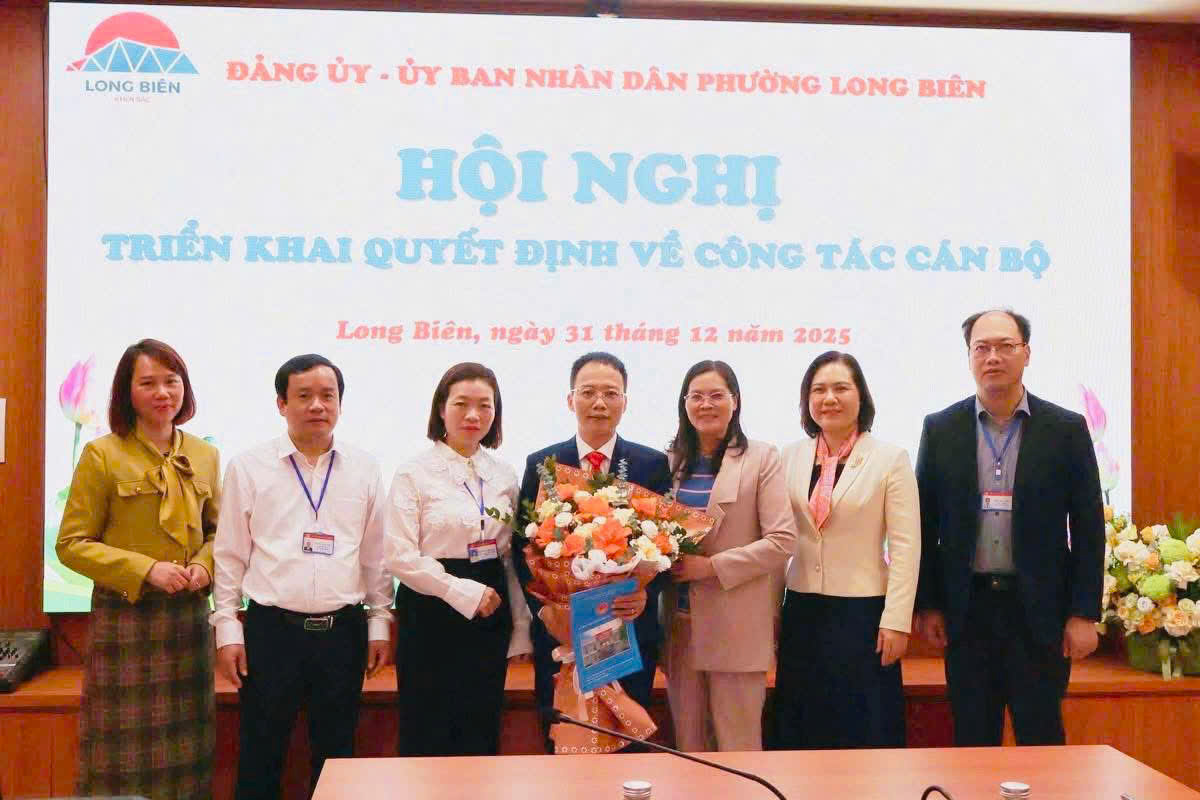 LONG BIÊN
ĐẢNG ỦY - ỦY BAN NHÂN DÂN PHƯỜNG LONG BIÊN
HỘI NGHỊ
TRIỂN KHAI QUYẾT ĐỊNH VỀ CÔNG TÁC CÁN BỘ
Long Biên, ngày 31 tháng 12 năm 2025